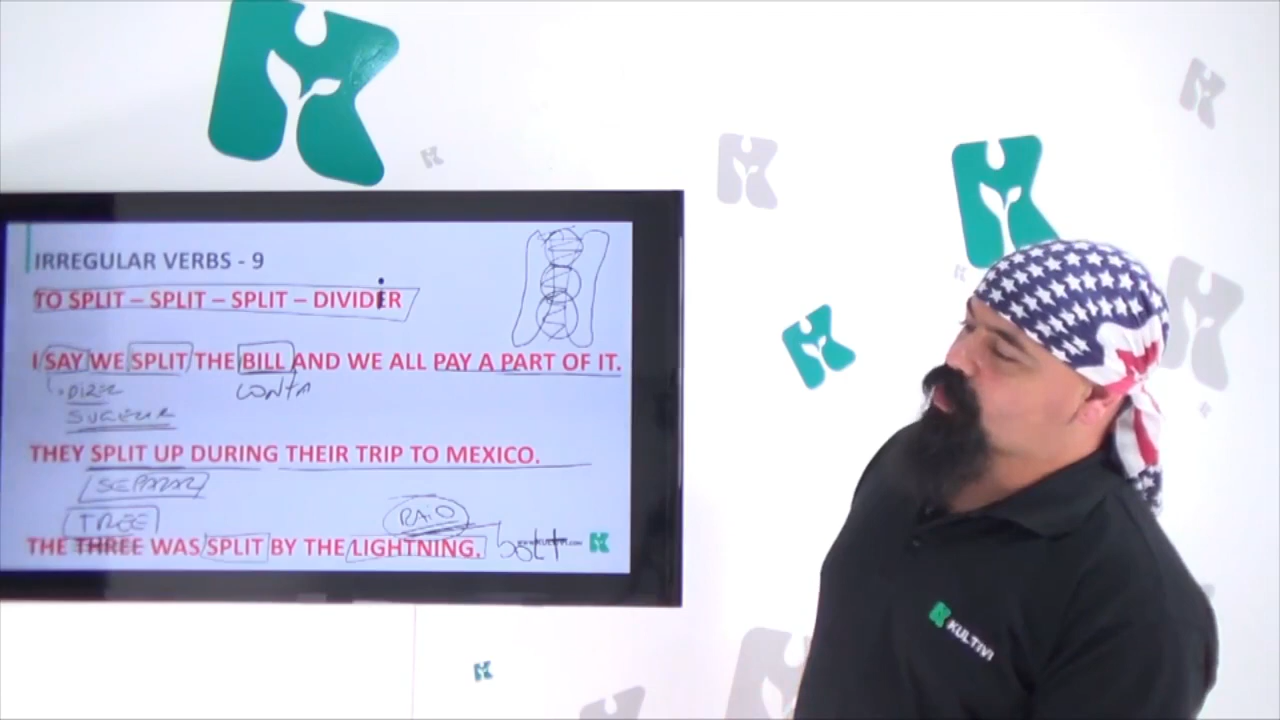 IRREGULAR VERBS - 9
TO SPLIT – SPLIT – SPLIT – DIVIDER
I SAY WE SPLIT THE BILL AND WE ALL PAY A PART OF IT.
DIZER
CONTA
SUGERIR
THEY SPLIT UP DURING THEIR TRIP TO MEXICO.
SEPARAR
TREE
RAIO
THE THREE WAS SPLIT BY THE LIGHTNING. bolt
KULTIVI